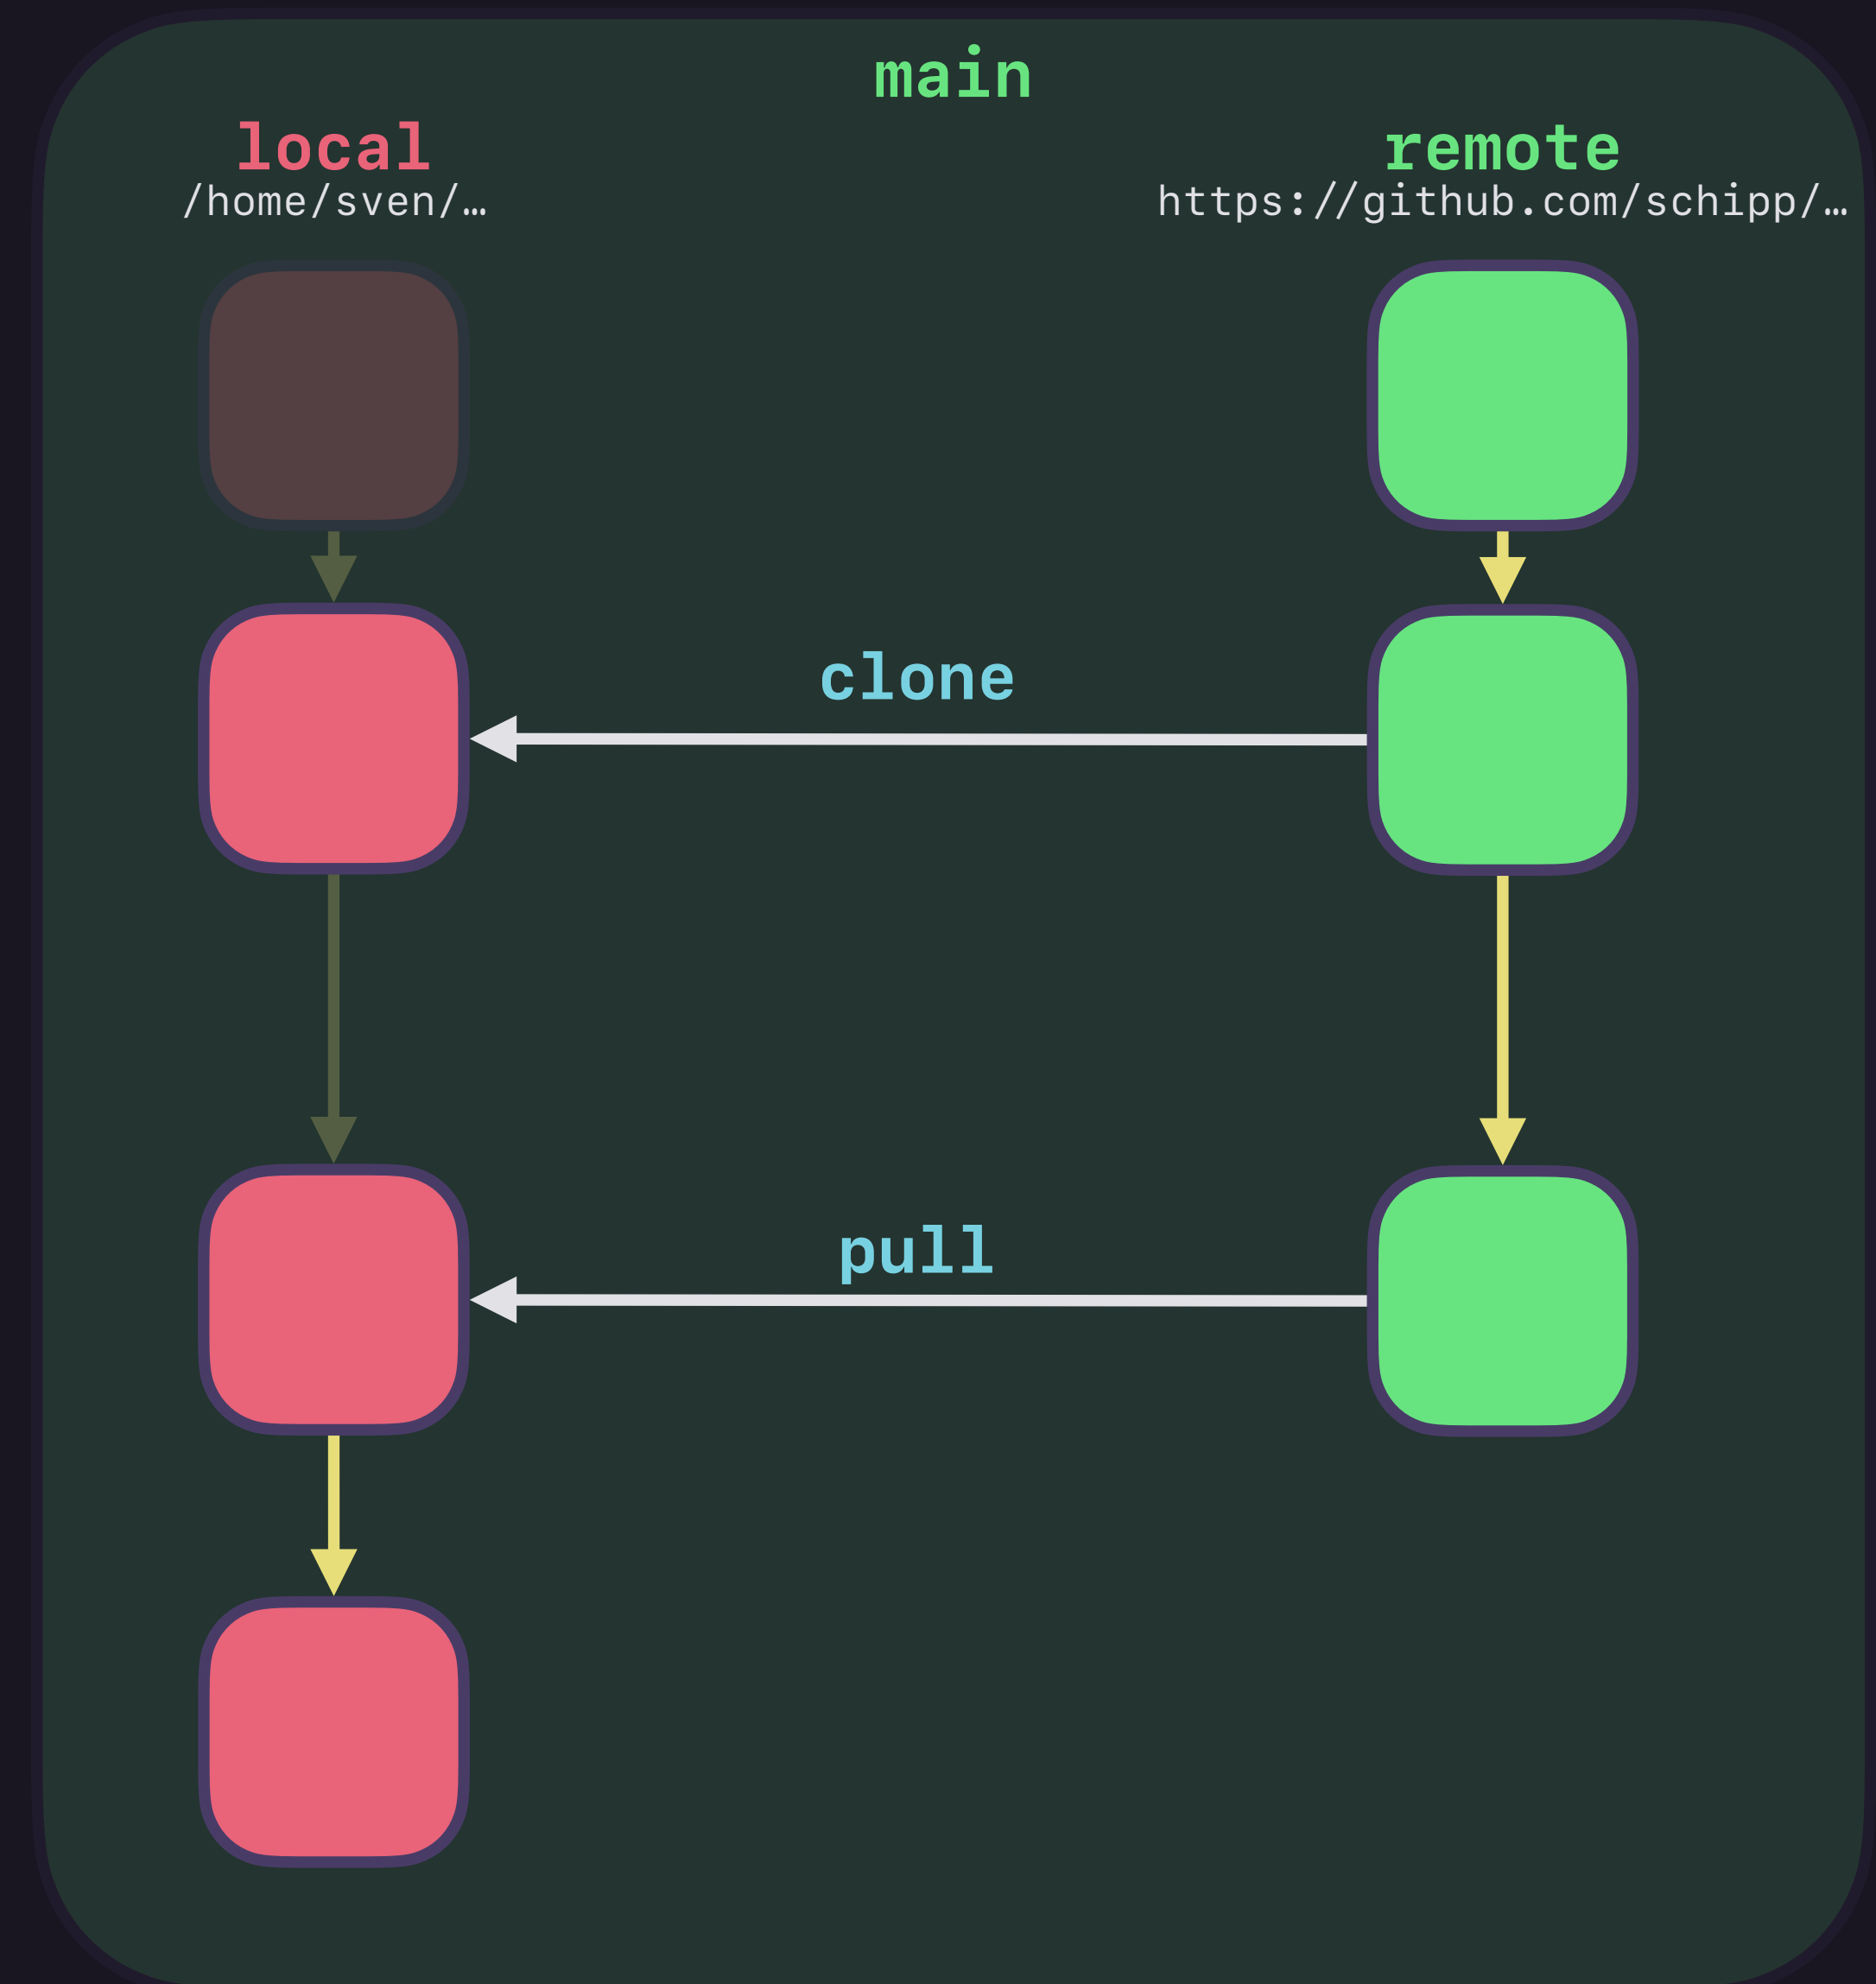 main
local
/home/sven/…
remote
https://github.com/schipp/…
clone
pull